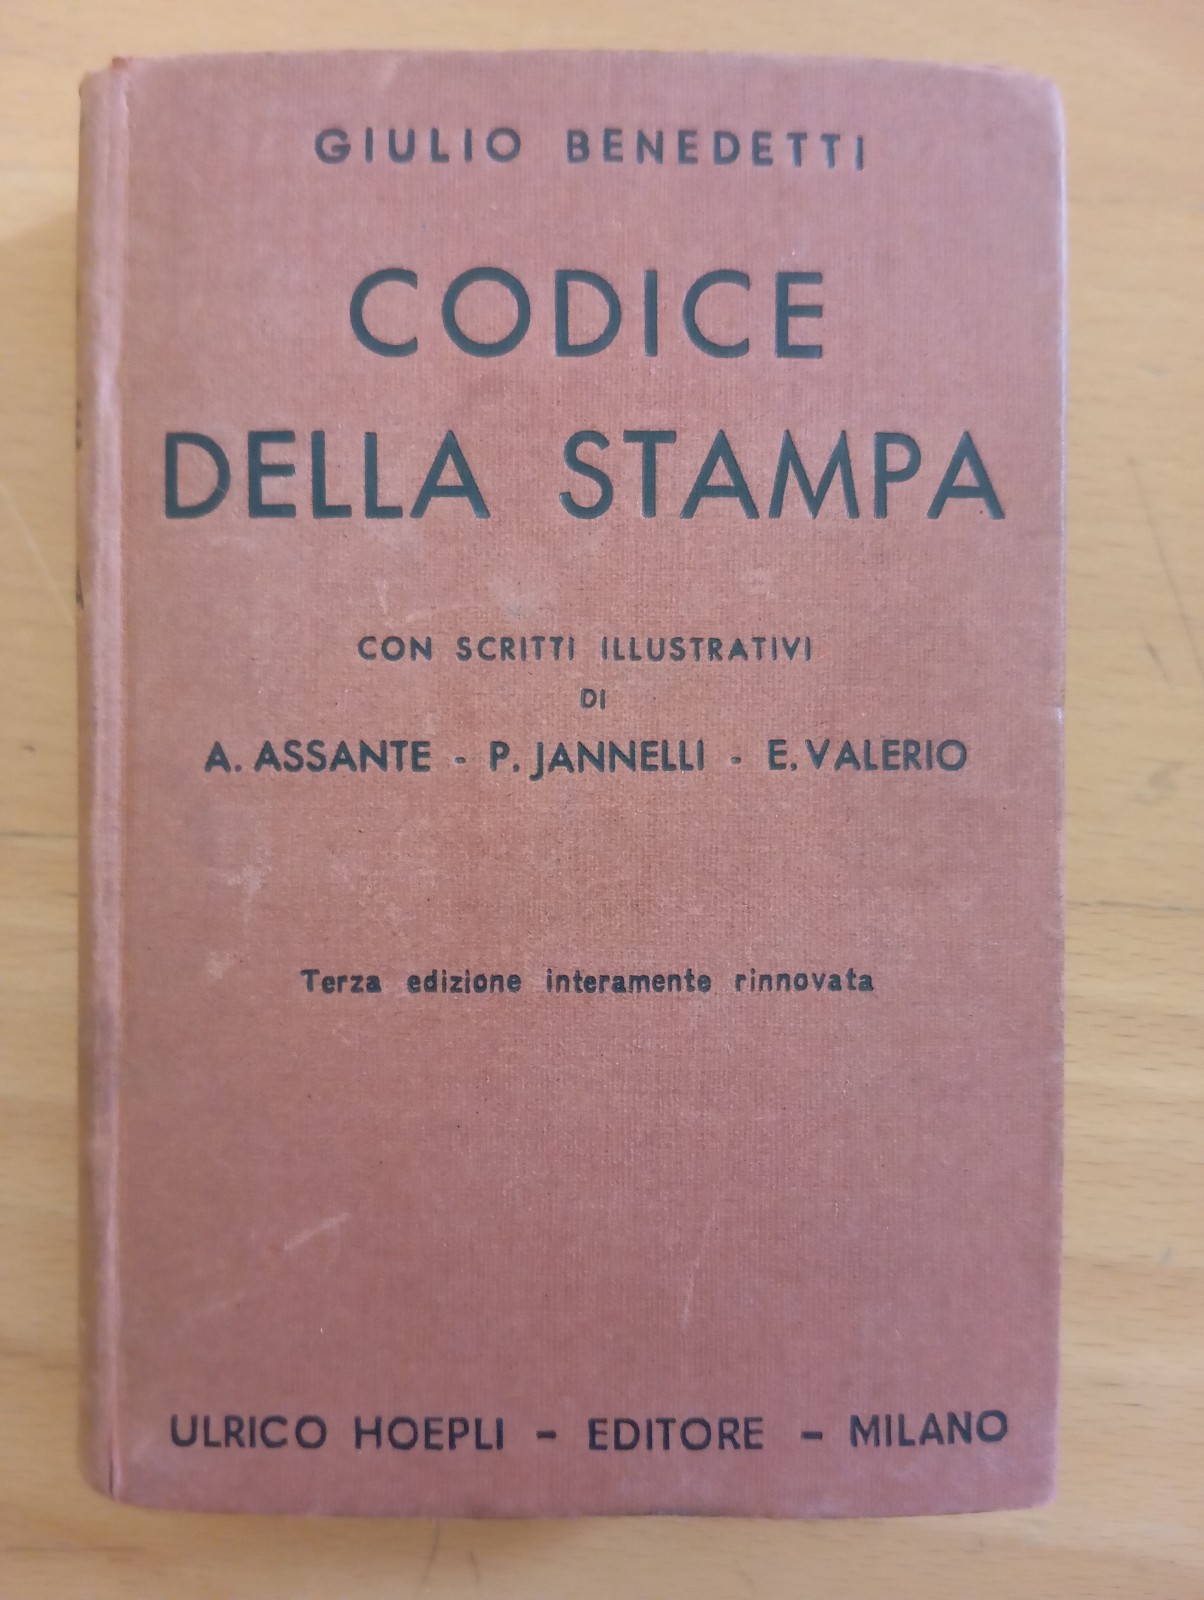 GIULIO BENEDETTI
CODICE
DELLA STAMPA
CON SCRITTI ILLUSTRATIVI
DI
A. ASSANTE - P. JANNELLI - E. VALERIO
Terza edizione interamente rinnovata
ULRICO HOEPLI - EDITORE - MILANO